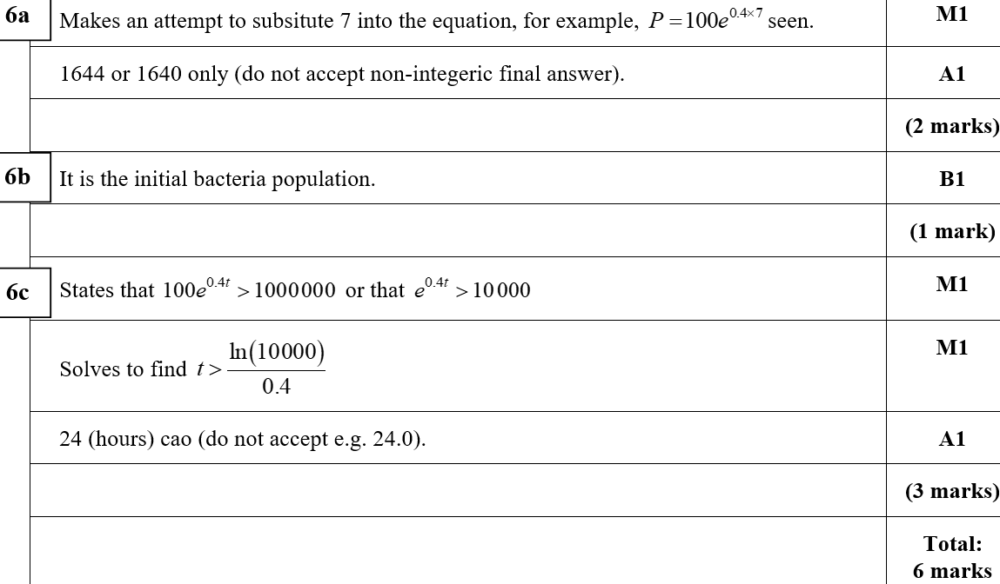 6a Makes an attempt to subsitute 7 into the equation, for example, P = 100e^{0.4×7} seen. M1
1644 or 1640 only (do not accept non-integeric final answer). A1
(2 marks)
6b It is the initial bacteria population. B1
(1 mark)
6c States that 100e^{0.4t} > 1000000 or that e^{0.4t} > 10000 M1
Solves to find t > ln(10000)/0.4 M1
24 (hours) cao (do not accept e.g. 24.0). A1
(3 marks)
Total:
6 marks